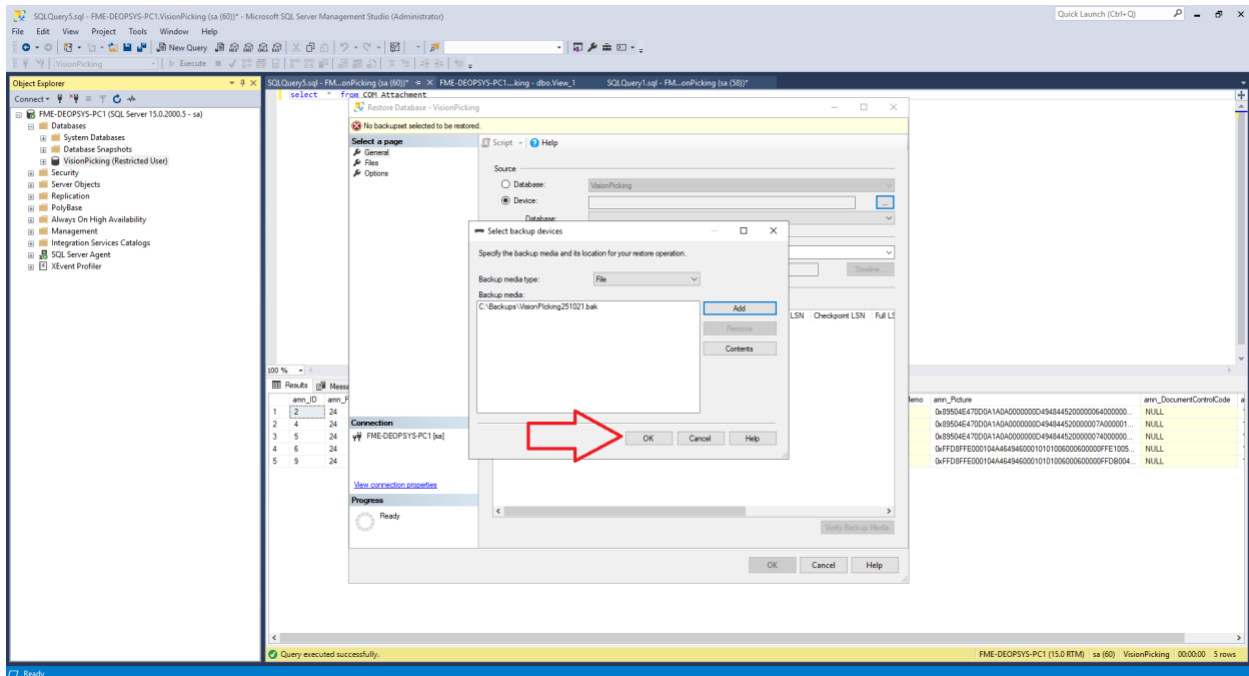 SQLQuery5.sql - FME-DEOPSYS-PC1.VisionPicking (sa (60))* - Microsoft SQL Server Management Studio (Administrator)
Quick Launch (Ctrl+Q)
File Edit View Project Tools Window Help
New Query
VisionPicking Execute
Object Explorer
SQLQuery5.sql - FM...onPicking (sa (60))* FME-DEOPSYS-PC1....king - dbo.View_1 SQLQuery1.sql - FM...onPicking (sa (58))*
Connect
select * from COM_Attachment
FME-DEOPSYS-PC1 (SQL Server 15.0.2000.5 - sa)
Databases
System Databases
Database Snapshots
VisionPicking (Restricted User)
Security
Server Objects
Replication
PolyBase
Always On High Availability
Management
Integration Services Catalogs
SQL Server Agent
XEvent Profiler
Restore Database - VisionPicking
No backupset selected to be restored.
Select a page
General
Files
Options
Script Help
Source
Database: VisionPicking
Device: ...
Database:
Timeline...
LSN Checkpoint LSN Full LS
Select backup devices
Specify the backup media and its location for your restore operation.
Backup media type: File
Backup media:
C:\Backups\VisionPicking251021.bak
Add
Remove
Contents
OK Cancel Help
Connection
FME-DEOPSYS-PC1 [sa]
View connection properties
Progress
Ready
Verify Backup Media
OK Cancel Help
100 %
Results Messa
amn_ID amn_F
1 2 24
2 4 24
3 5 24
4 6 24
5 9 24
Memo amn_Picture amn_DocumentControlCode a
0x89504E470D0A1A0A0000000D4948445200000064000000... NULL
0x89504E470D0A1A0A0000000D494844520000007A000001... NULL
0x89504E470D0A1A0A0000000D4948445200000074000000... NULL
0xFFD8FFE000104A46494600010101006000600000FFE1005... NULL
0xFFD8FFE000104A46494600010101006000600000FFDB004... NULL
Query executed successfully.
FME-DEOPSYS-PC1 (15.0 RTM) sa (60) VisionPicking 00:00:00 5 rows
Ready